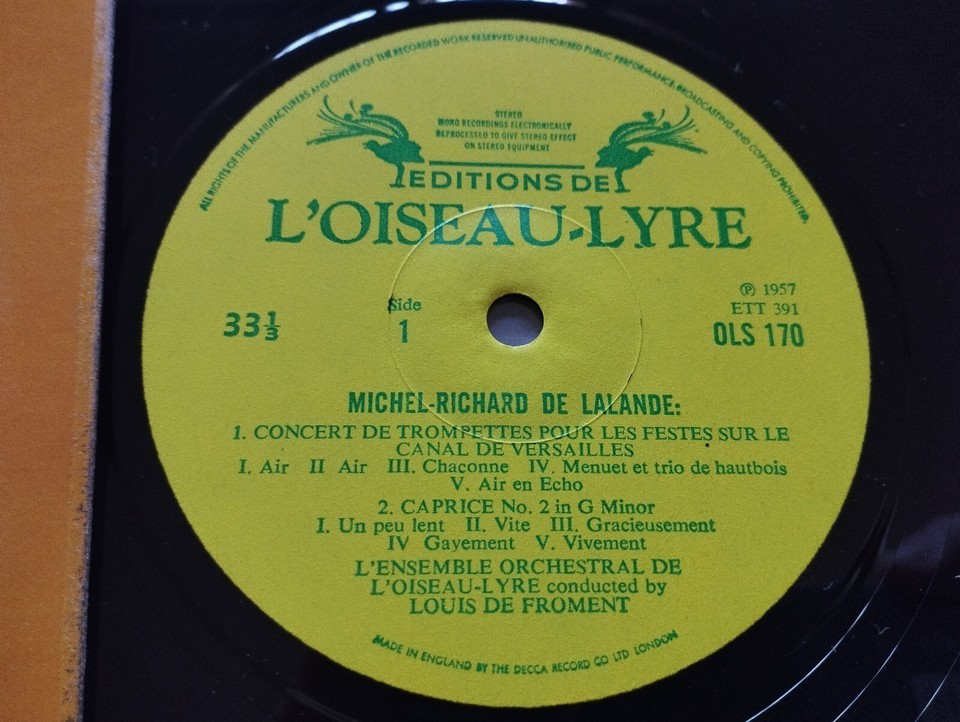 ALL RIGHTS OF THE MANUFACTURERS AND OWNER OF THE RECORDED WORK RESERVED UNAUTHORISED PUBLIC PERFORMANCE, BROADCASTING AND COPYING PROHIBITED
STEREO
MONO RECORDINGS ELECTRONICALLY
REPROCESSED TO GIVE STEREO EFFECT
ON STEREO EQUIPMENT
EDITIONS DE
L'OISEAU-LYRE
℗ 1957
ETT 391
OLS 170
33⅓
Side
1
MICHEL-RICHARD DE LALANDE:
1. CONCERT DE TROMPETTES POUR LES FESTES SUR LE
CANAL DE VERSAILLES
I. Air II Air III. Chaconne IV. Menuet et trio de hautbois
V. Air en Echo
2. CAPRICE No. 2 in G Minor
I. Un peu lent II. Vite III. Gracieusement
IV Gayement V. Vivement
L'ENSEMBLE ORCHESTRAL DE
L'OISEAU-LYRE conducted by
LOUIS DE FROMENT
MADE IN ENGLAND BY THE DECCA RECORD CO LTD LONDON